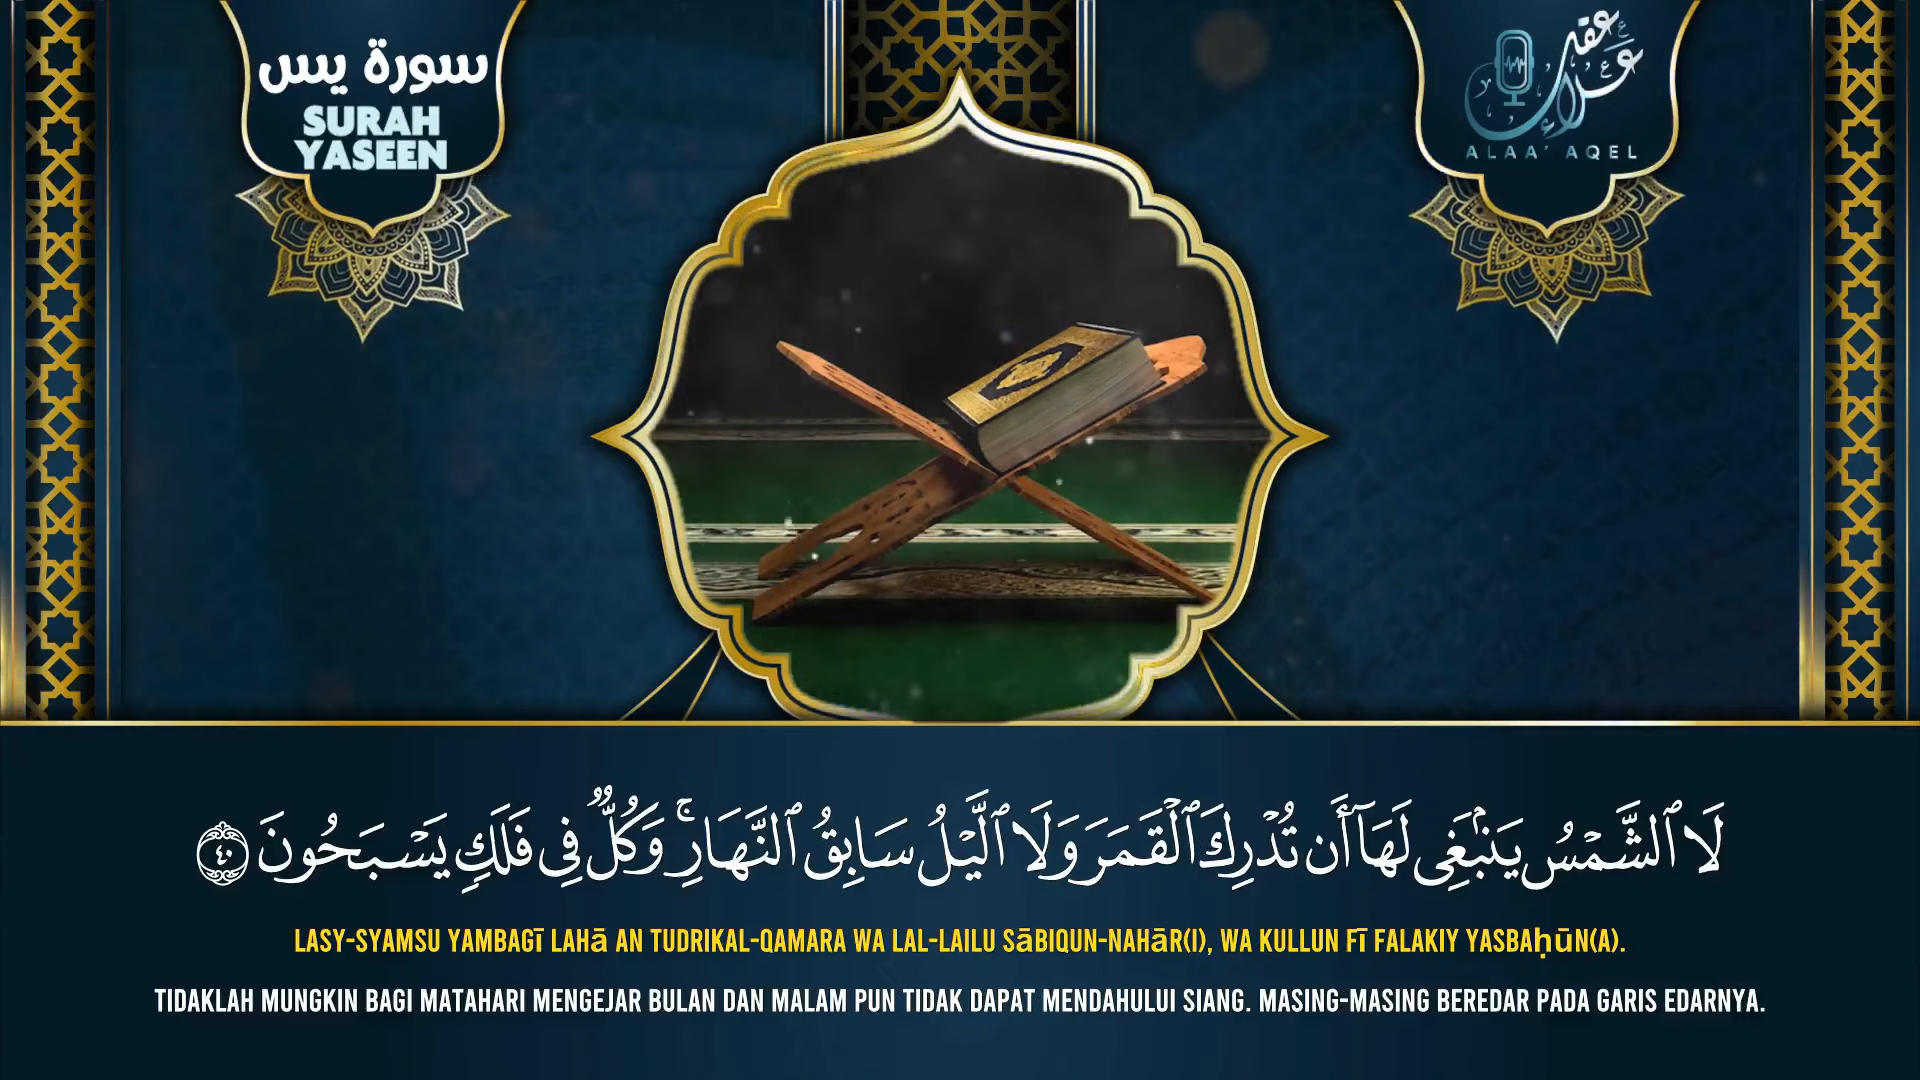 سورة يس
SURAH
YASEEN
علاء عقل
ALAA' AQEL
لَا ٱلشَّمْسُ يَنۢبَغِى لَهَآ أَن تُدْرِكَ ٱلْقَمَرَ وَلَا ٱلَّيْلُ سَابِقُ ٱلنَّهَارِ ۚ وَكُلٌّ فِى فَلَكٍ يَسْبَحُونَ ٤٠
LASY-SYAMSU YAMBAGĪ LAHĀ AN TUDRIKAL-QAMARA WA LAL-LAILU SĀBIQUN-NAHĀR(I), WA KULLUN FĪ FALAKIY YASBAḥŪN(A).
TIDAKLAH MUNGKIN BAGI MATAHARI MENGEJAR BULAN DAN MALAM PUN TIDAK DAPAT MENDAHULUI SIANG. MASING-MASING BEREDAR PADA GARIS EDARNYA.